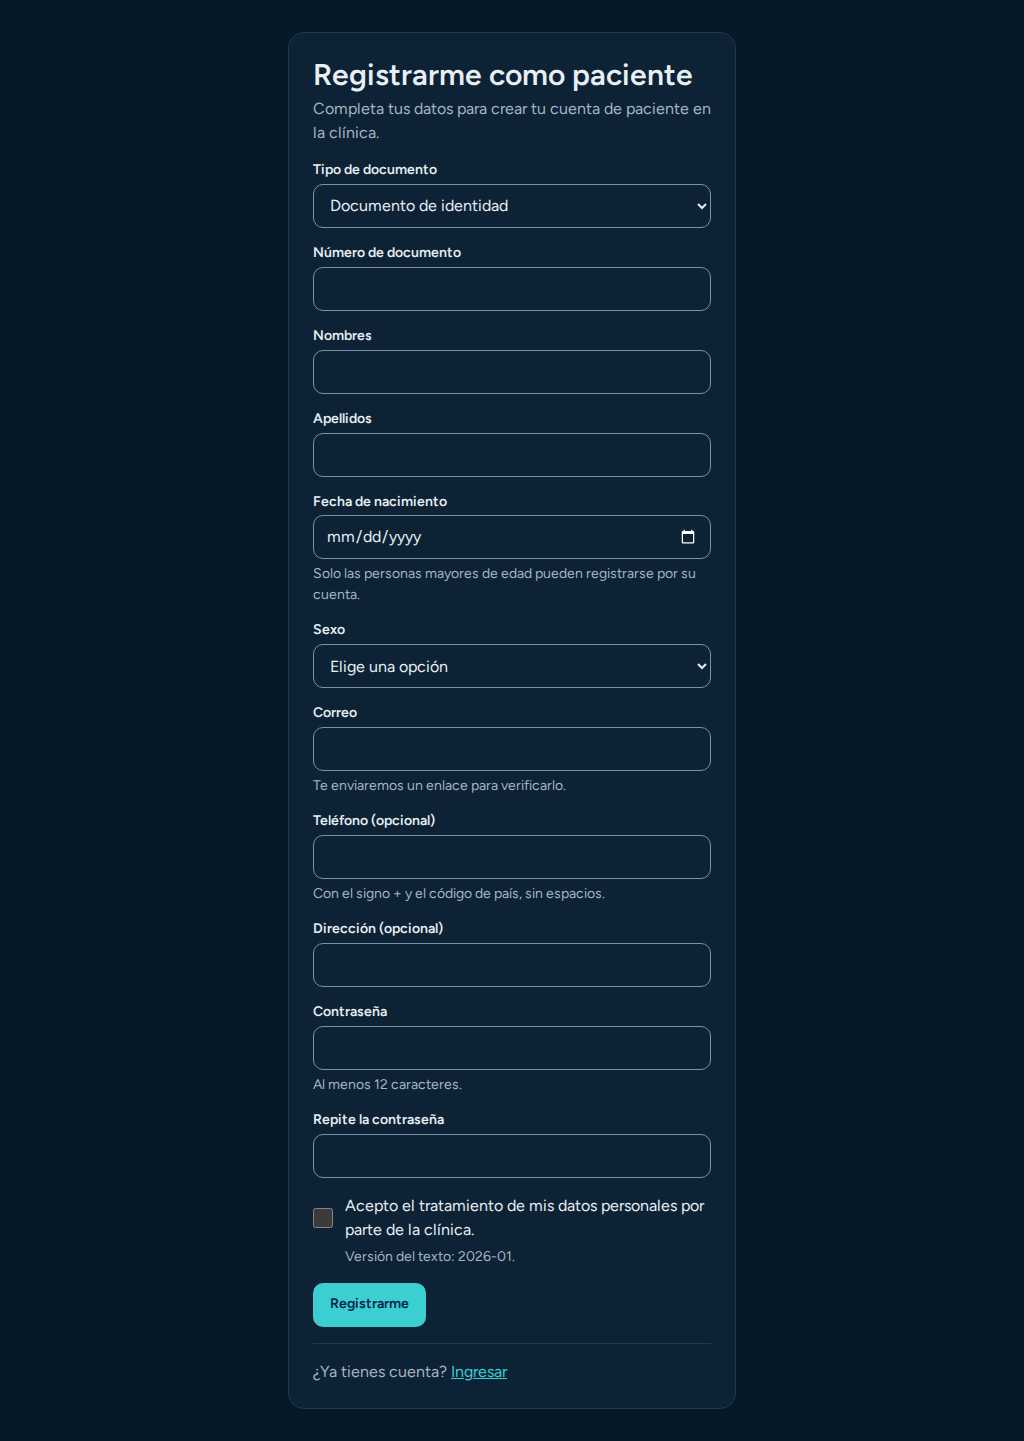 Registrarme como paciente
Completa tus datos para crear tu cuenta de paciente en
la clínica.
Tipo de documento
Documento de identidad
Número de documento
Nombres
Apellidos
Fecha de nacimiento
mm/dd/yyyy
Solo las personas mayores de edad pueden registrarse por su
cuenta.
Sexo
Elige una opción
Correo
Te enviaremos un enlace para verificarlo.
Teléfono (opcional)
Con el signo + y el código de país, sin espacios.
Dirección (opcional)
Contraseña
Al menos 12 caracteres.
Repite la contraseña
Acepto el tratamiento de mis datos personales por
parte de la clínica.
Versión del texto: 2026-01.
Registrarme
¿Ya tienes cuenta? Ingresar